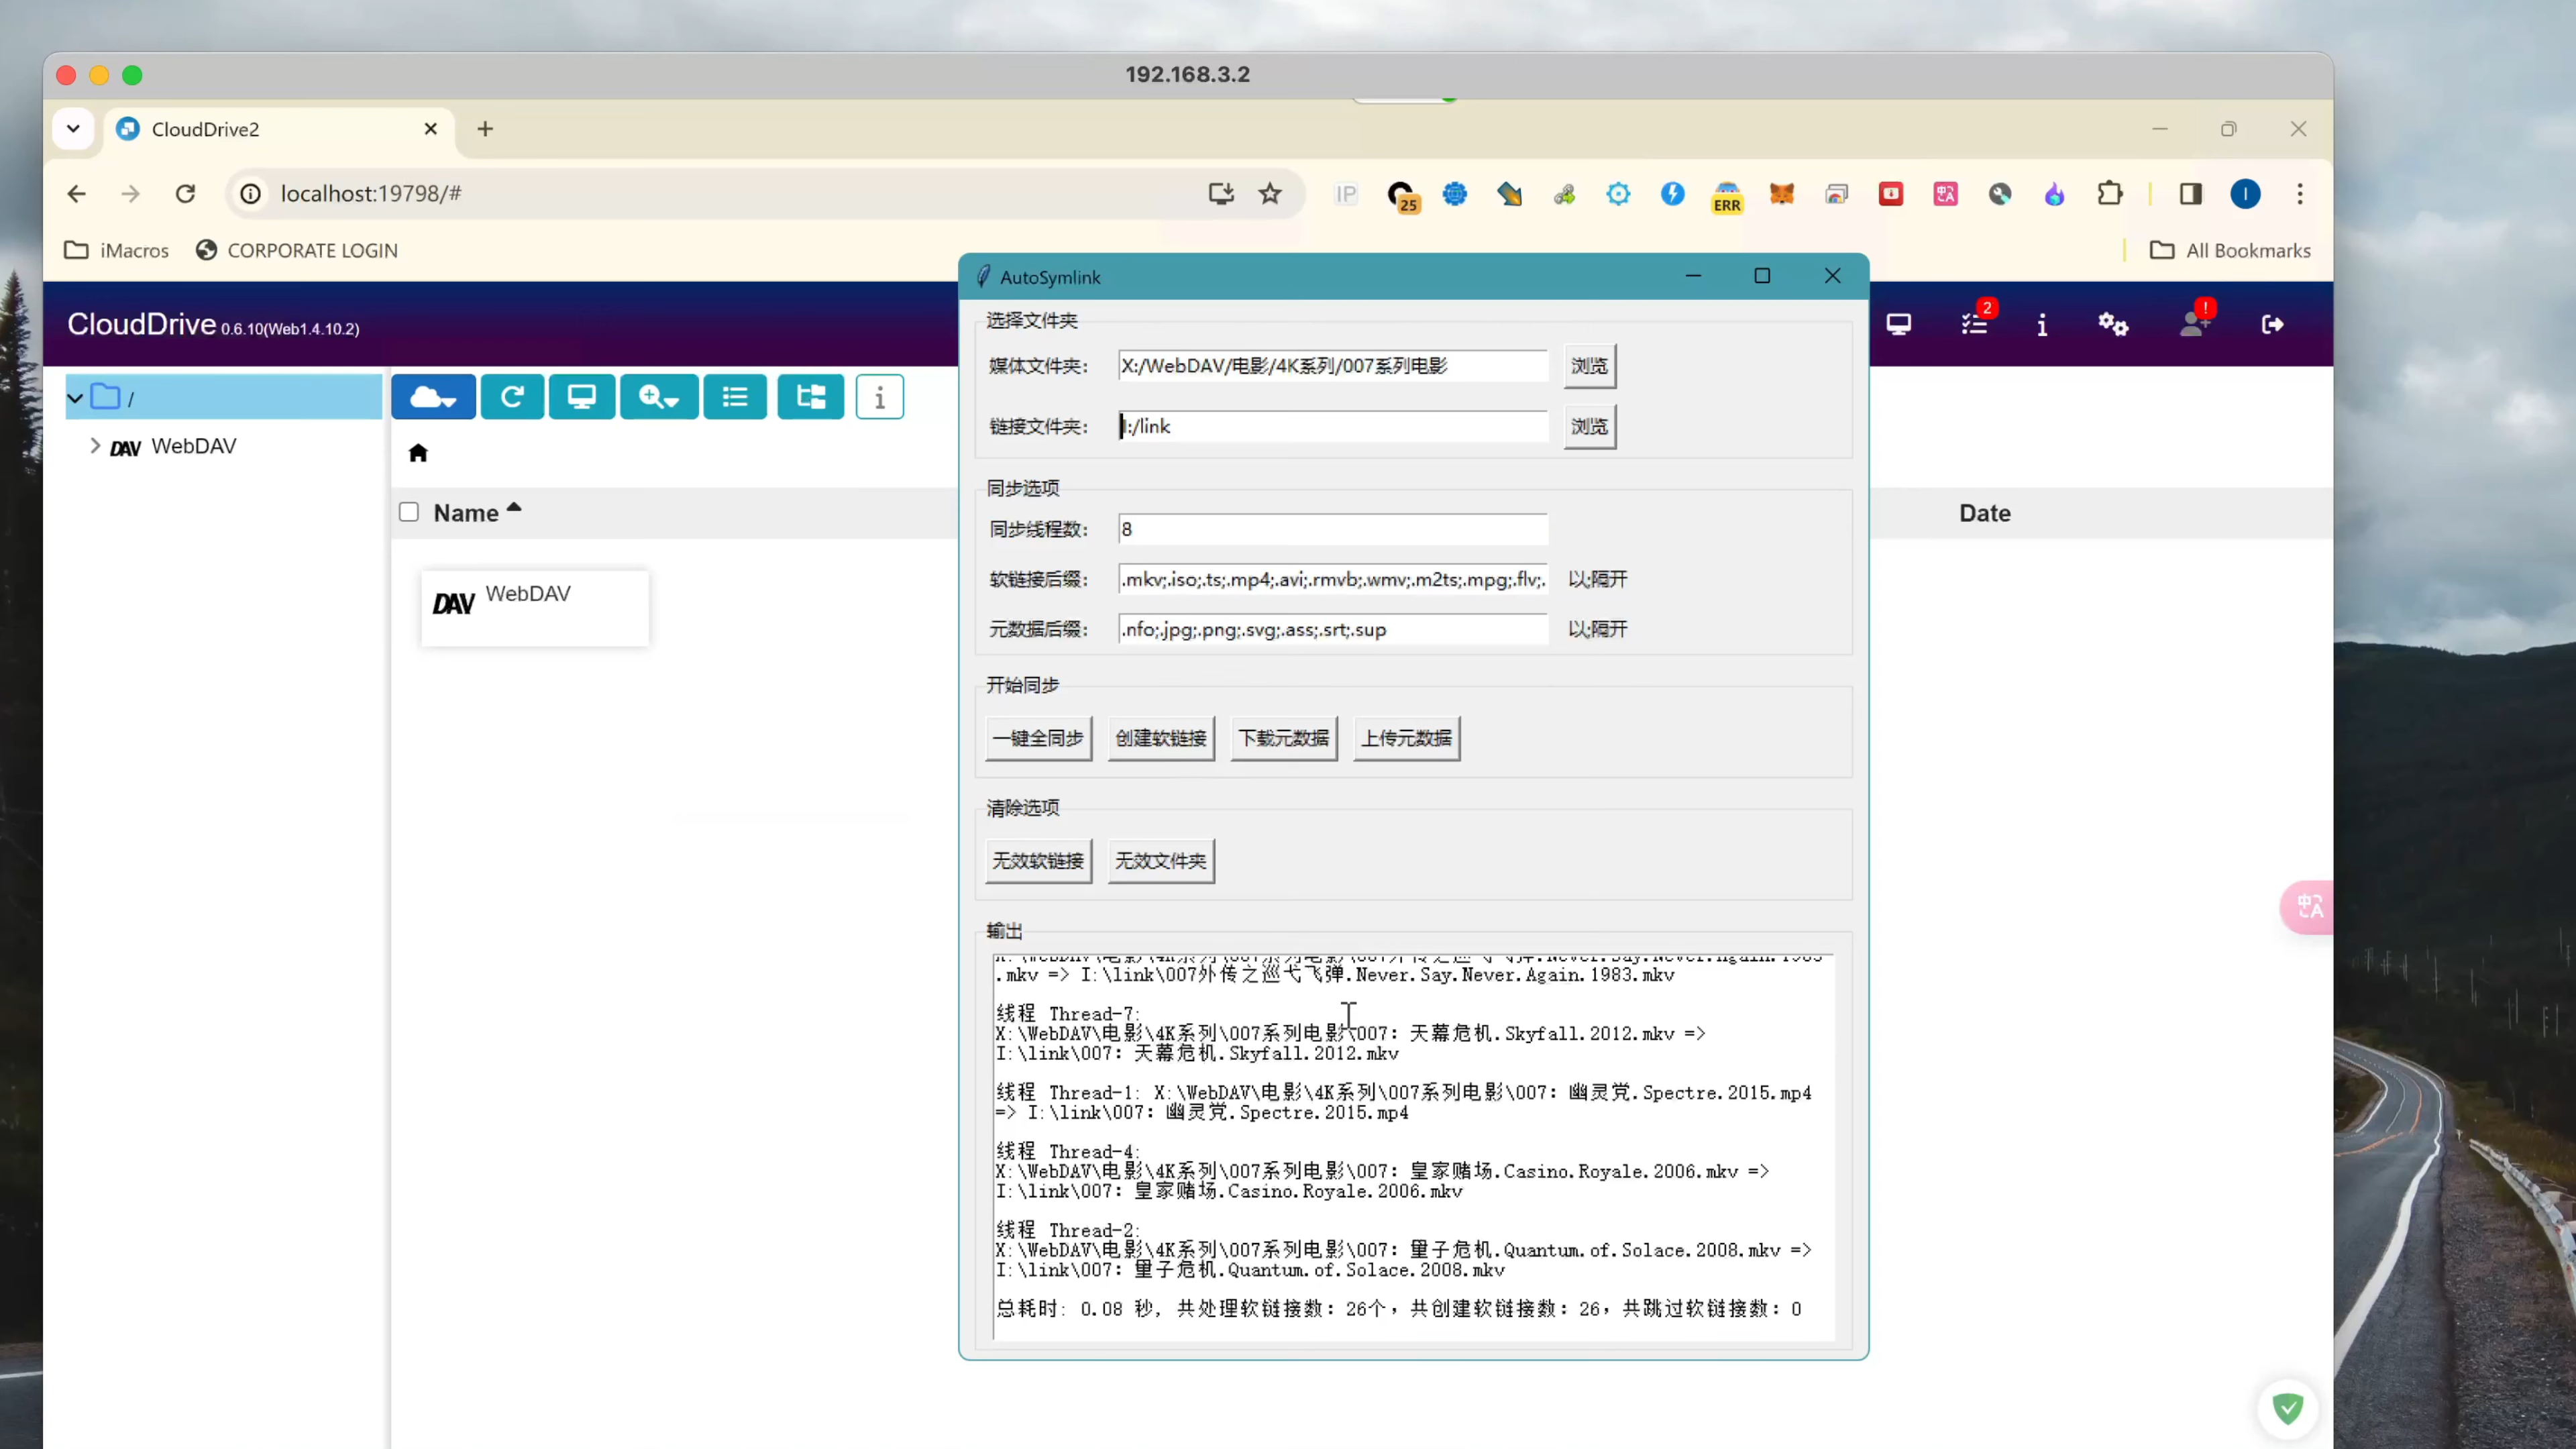 192.168.3.2
CloudDrive2
localhost:19798/#
IP
25
ERR
iMacros
CORPORATE LOGIN
All Bookmarks
CloudDrive 0.6.10(Web1.4.10.2)
2
!
/
WebDAV
Name
Date
DAV WebDAV
AutoSymlink
选择文件夹
媒体文件夹: X:/WebDAV/电影/4K系列/007系列电影 浏览
链接文件夹: I:/link 浏览
同步选项
同步线程数: 8
软链接后缀: .mkv;.iso;.ts;.mp4;.avi;.rmvb;.wmv;.m2ts;.mpg;.flv;. 以;隔开
元数据后缀: .nfo;.jpg;.png;.svg;.ass;.srt;.sup 以;隔开
开始同步
一键全同步 创建软链接 下载元数据 上传元数据
清除选项
无效软链接 无效文件夹
输出
.mkv => I:\link\007外传之巡弋飞弹.Never.Say.Never.Again.1983.mkv
线程 Thread-7:
X:\WebDAV\电影\4K系列\007系列电影\007: 天幕危机.Skyfall.2012.mkv =>
I:\link\007: 天幕危机.Skyfall.2012.mkv
线程 Thread-1: X:\WebDAV\电影\4K系列\007系列电影\007: 幽灵党.Spectre.2015.mp4
=> I:\link\007: 幽灵党.Spectre.2015.mp4
线程 Thread-4:
X:\WebDAV\电影\4K系列\007系列电影\007: 皇家赌场.Casino.Royale.2006.mkv =>
I:\link\007: 皇家赌场.Casino.Royale.2006.mkv
线程 Thread-2:
X:\WebDAV\电影\4K系列\007系列电影\007: 量子危机.Quantum.of.Solace.2008.mkv =>
I:\link\007: 量子危机.Quantum.of.Solace.2008.mkv
总耗时: 0.08 秒, 共处理软链接数: 26个，共创建软链接数: 26，共跳过软链接数: 0